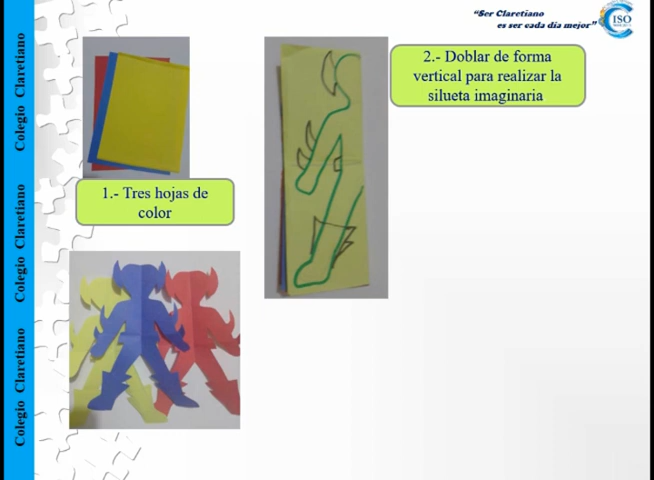 “Ser Claretiano
es ser cada día mejor”
ISO
2.- Doblar de forma
vertical para realizar la
silueta imaginaria
1.- Tres hojas de
color
Colegio Claretiano
Colegio Claretiano
Colegio Claretiano